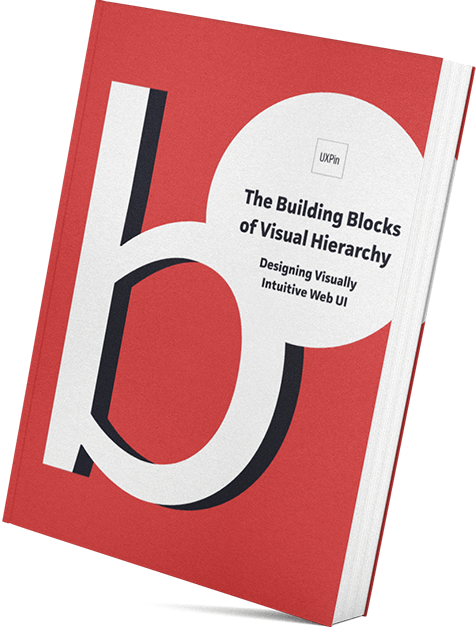 b
UXPin
The Building Blocks
of Visual Hierarchy
Designing Visually
Intuitive Web UI